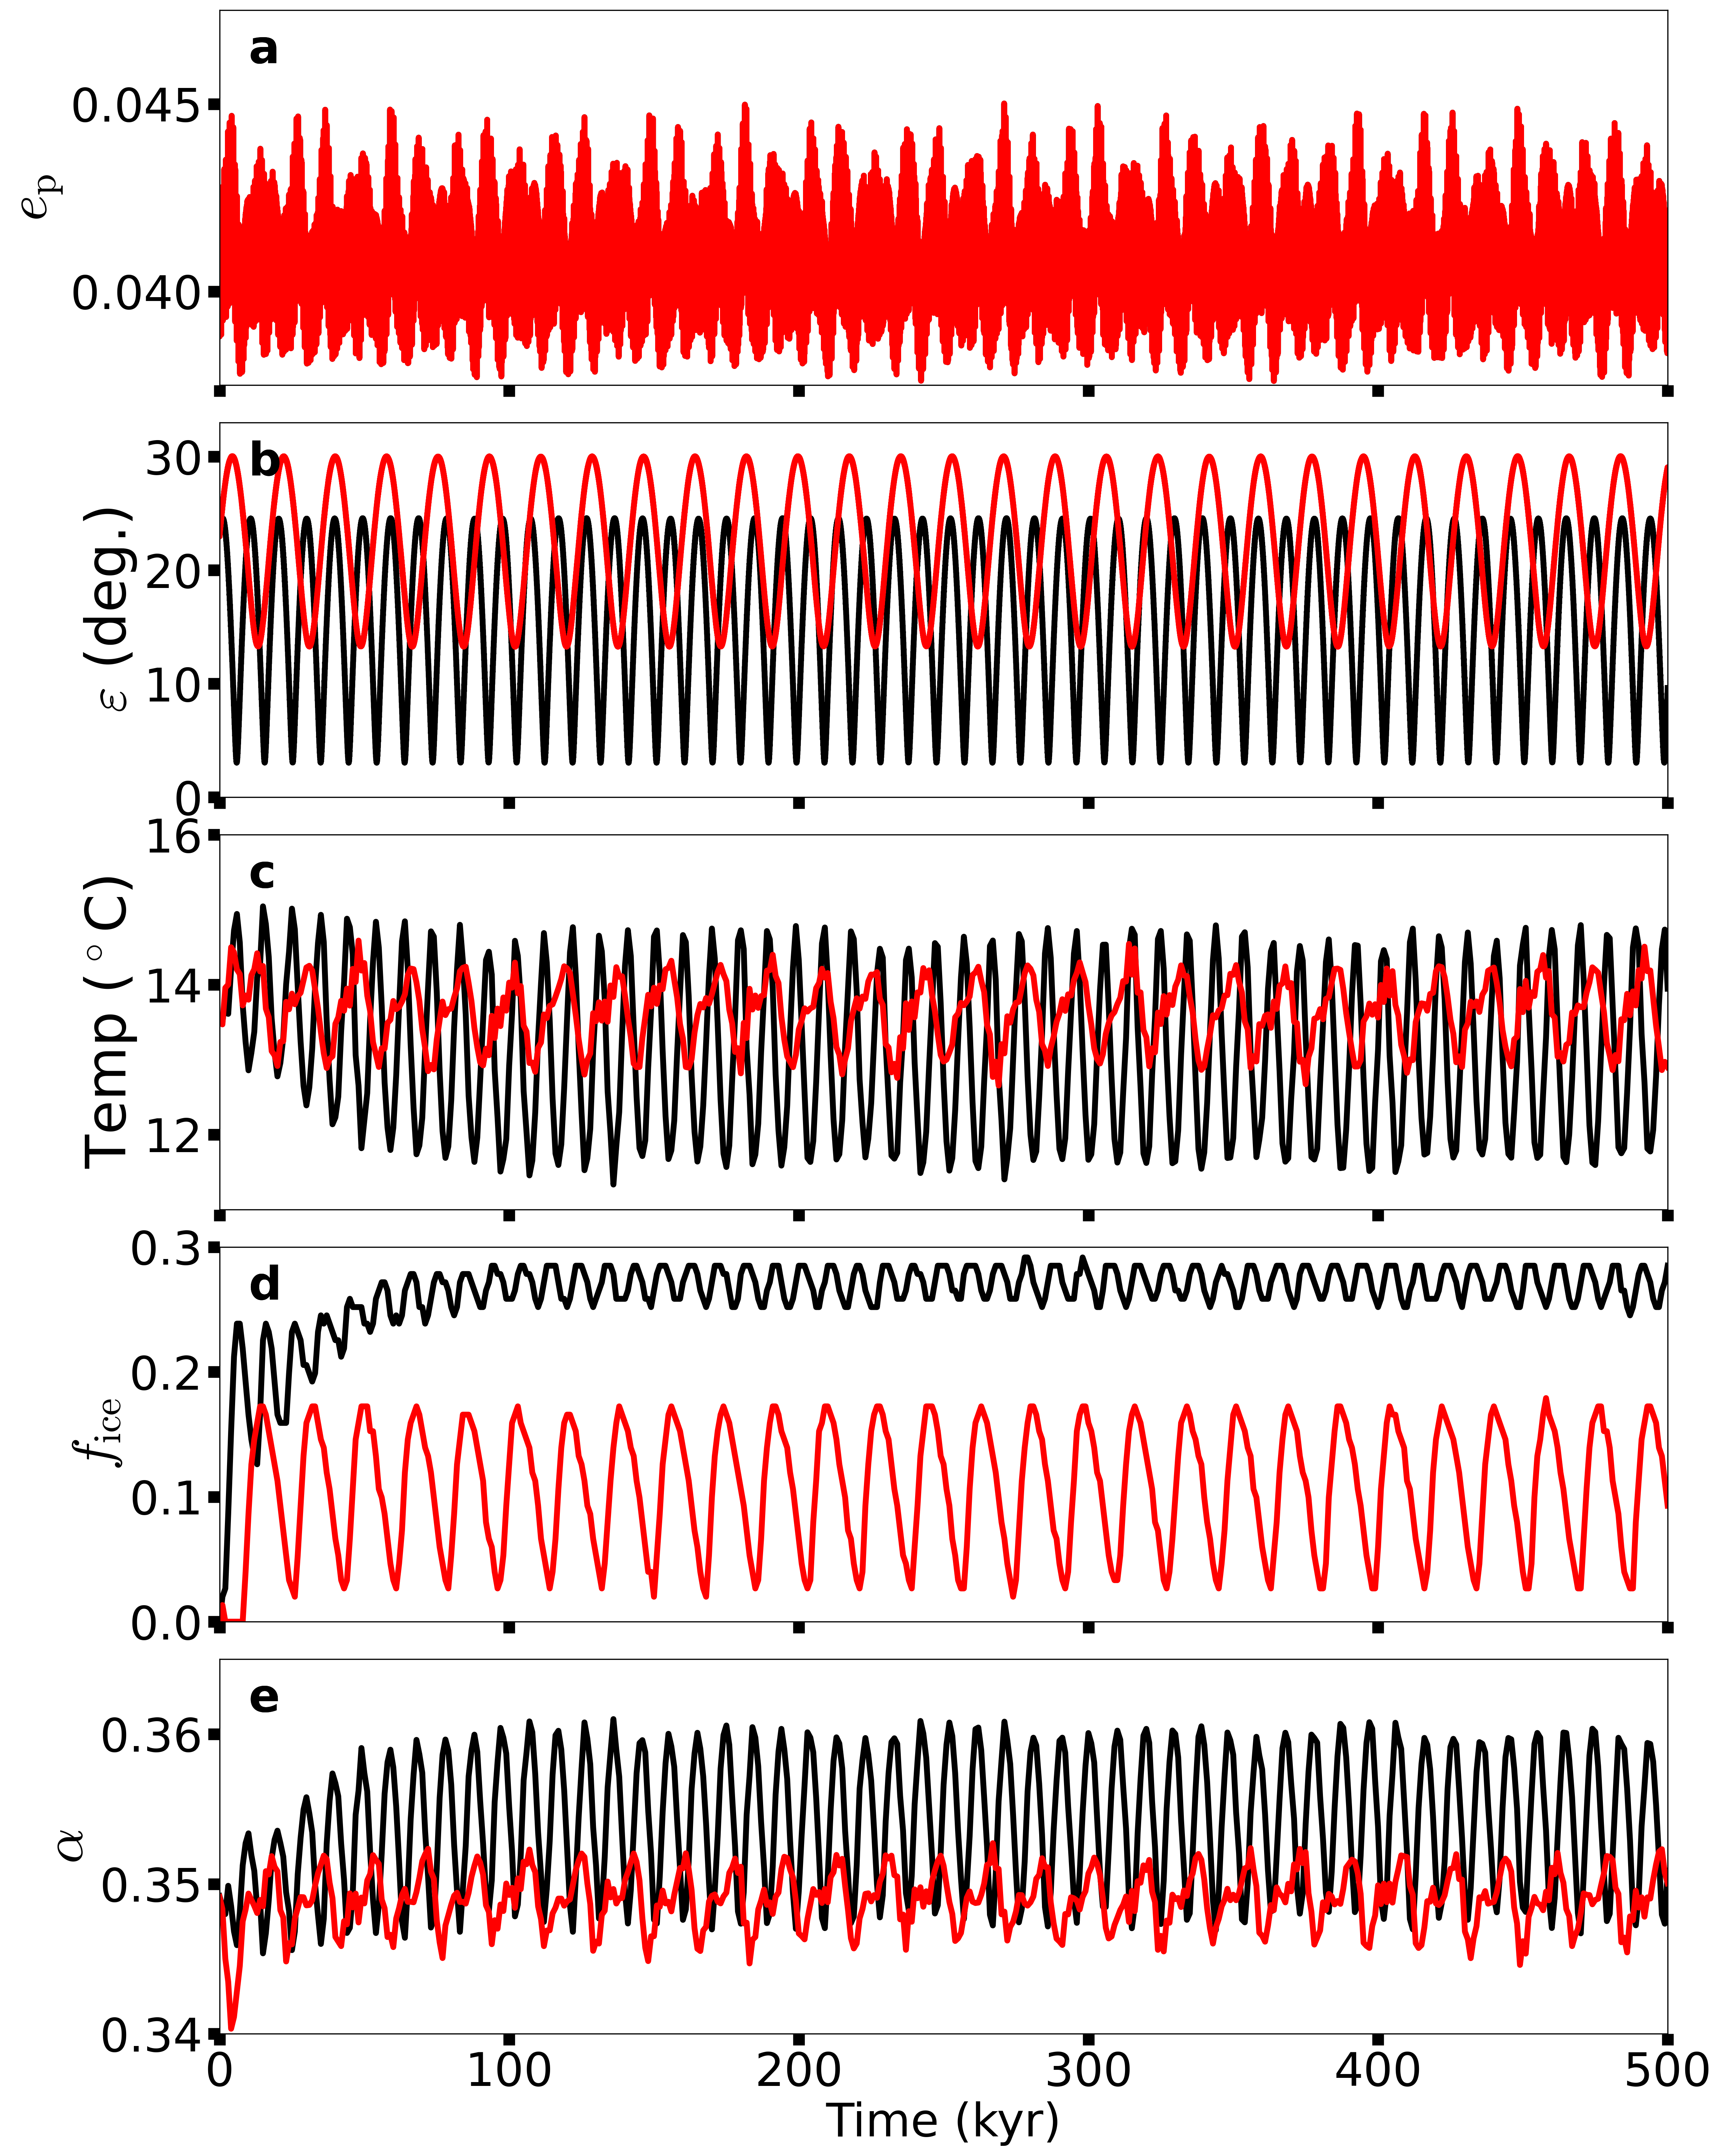 a
0.045
0.040
e_p
b
30
20
10
0
ε (deg.)
c
16
14
12
Temp (°C)
d
0.3
0.2
0.1
0.0
f_ice
e
0.36
0.35
0.34
α
0 100 200 300 400 500
Time (kyr)